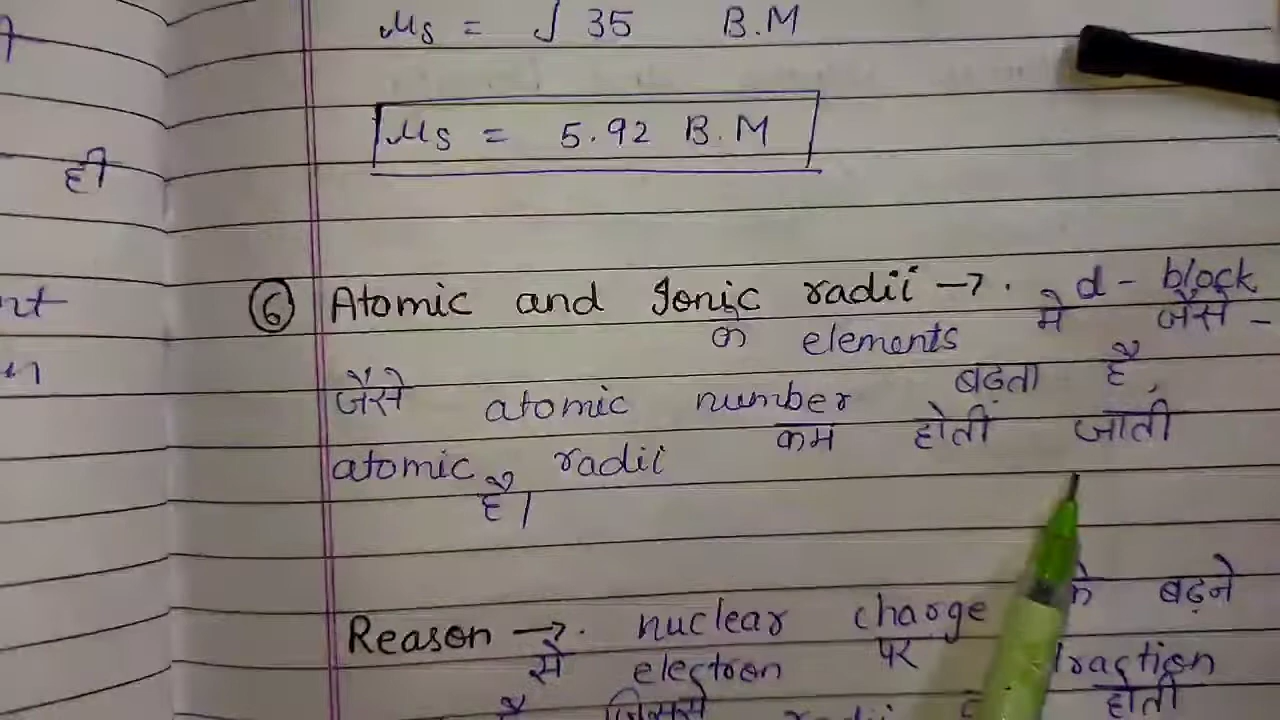 μs = √35 B.M
μs = 5.92 B.M
ही
⑥ Atomic and Ionic radii →. d-block
के elements में जैसे-
जैसे atomic number बढ़ता है,
atomic radii कम होती जाती
है।
Reason →. nuclear charge के बढ़ने
से electron पर
radii होती